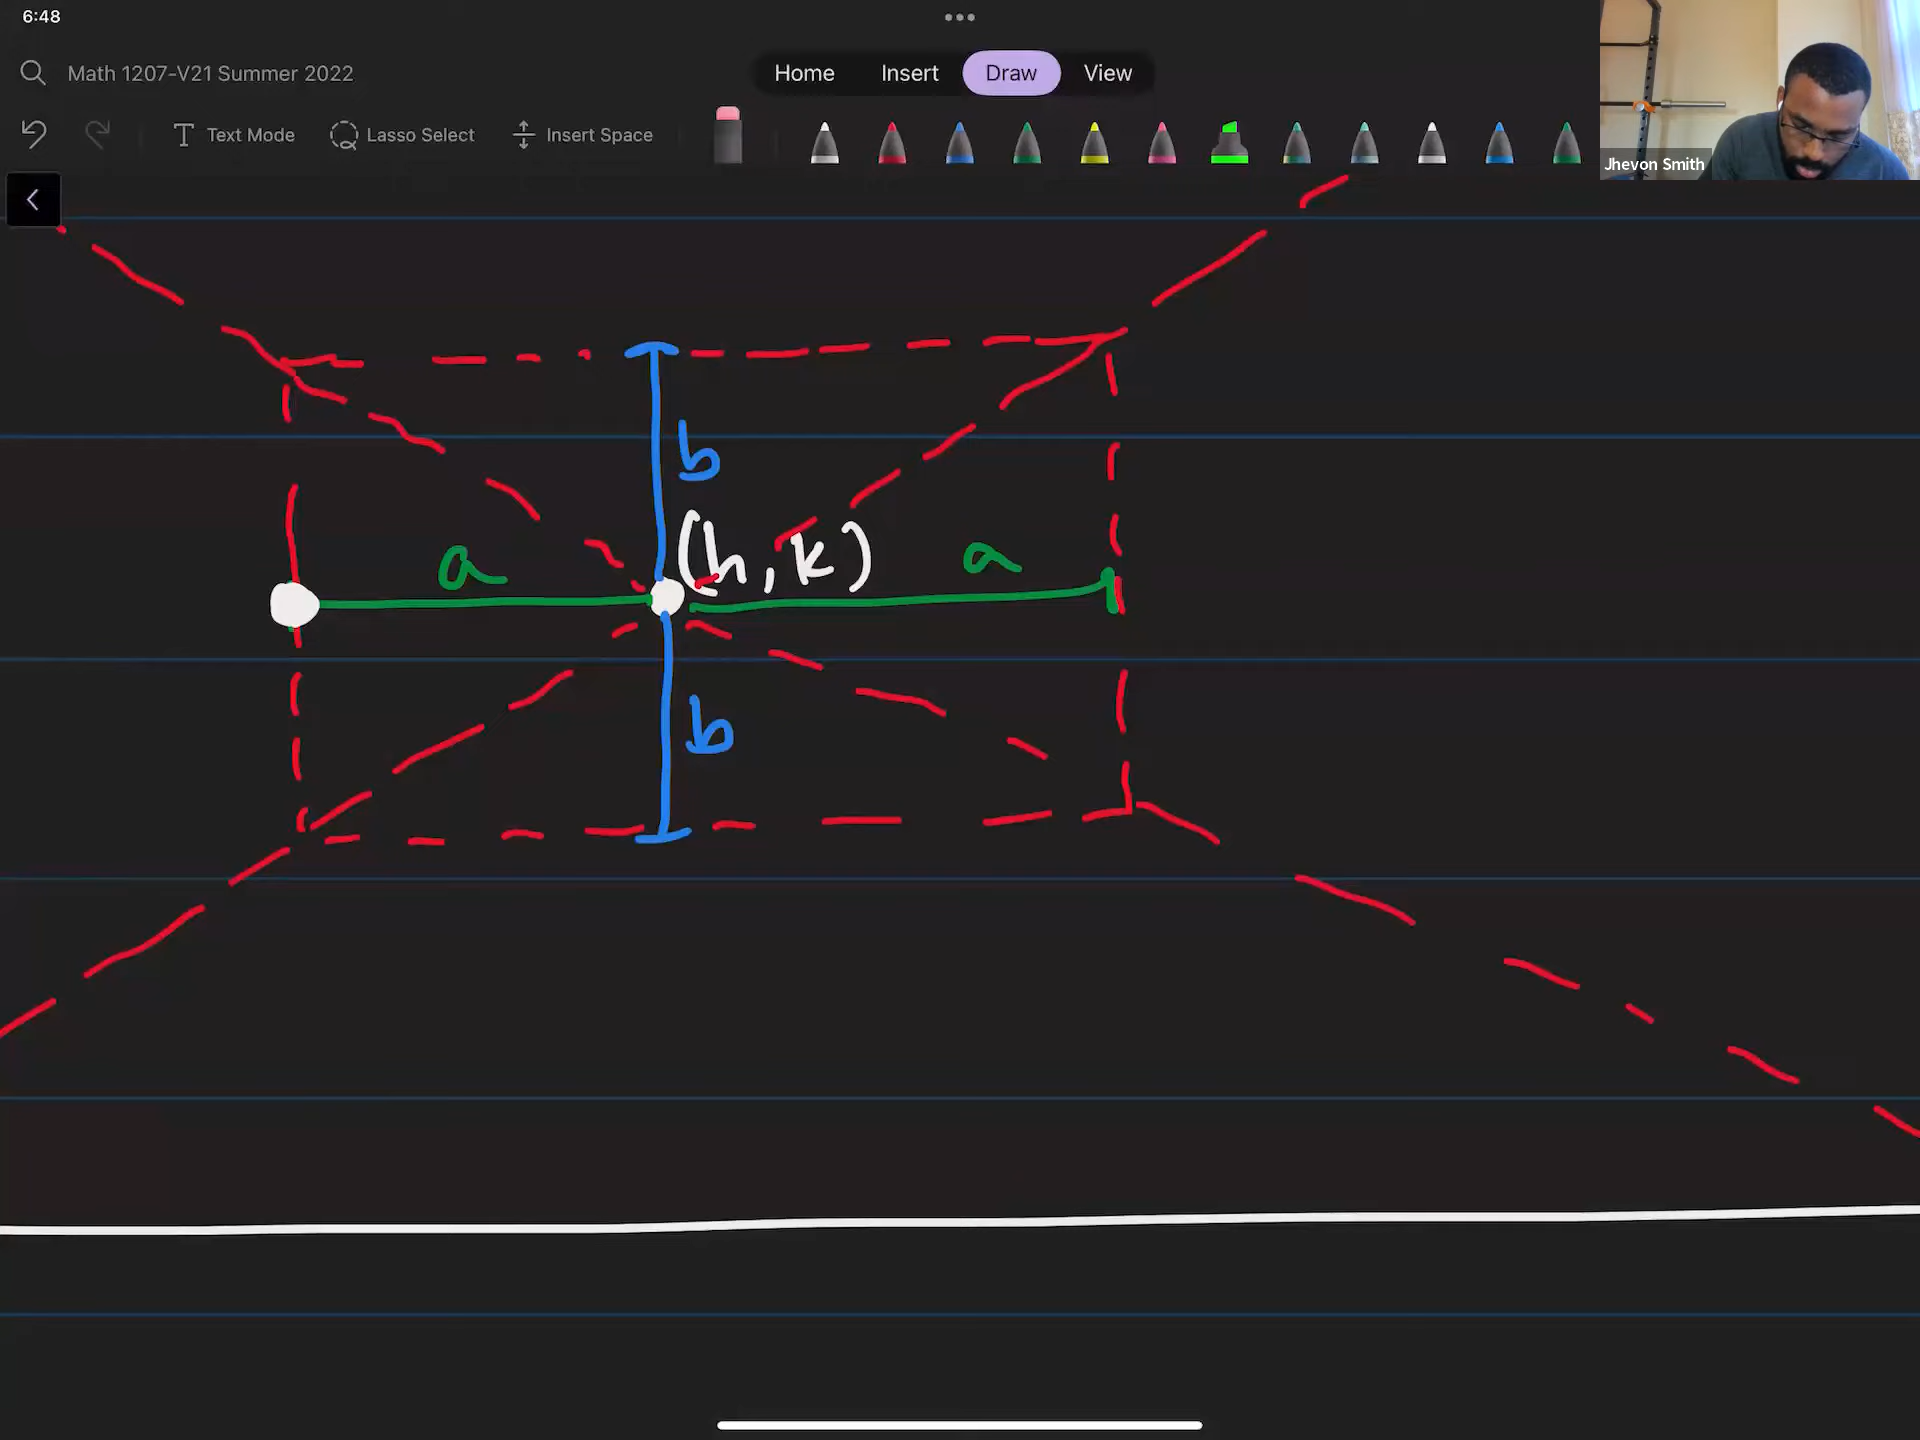 6:48
Math 1207-V21 Summer 2022
Home Insert Draw View
Text Mode Lasso Select Insert Space
Jhevon Smith
b
(h, k)
a a
b